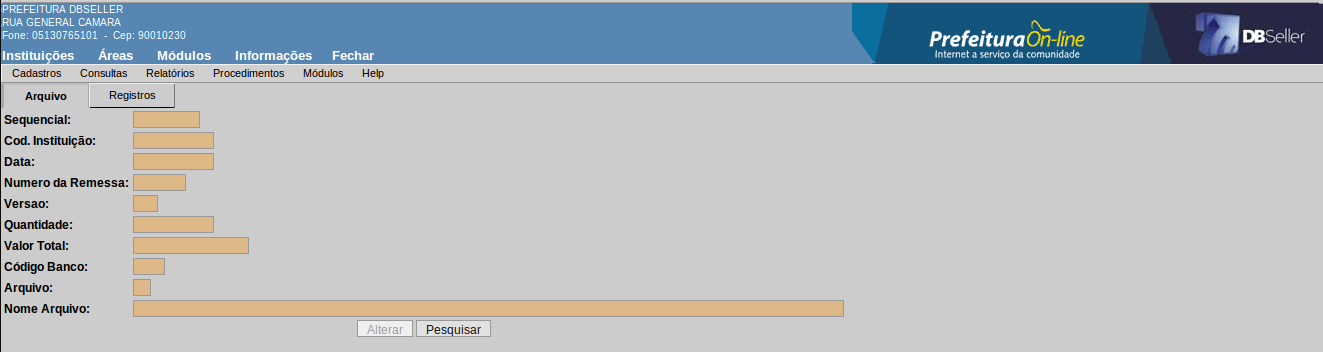 PREFEITURA DBSELLER
RUA GENERAL CAMARA
Fone: 05130765101 - Cep: 90010230
Instituições Áreas Módulos Informações Fechar
Prefeitura On-line
Internet a serviço da comunidade
DBSeller
Cadastros Consultas Relatórios Procedimentos Módulos Help
Arquivo Registros
Sequencial:
Cod. Instituição:
Data:
Numero da Remessa:
Versao:
Quantidade:
Valor Total:
Código Banco:
Arquivo:
Nome Arquivo:
Alterar Pesquisar